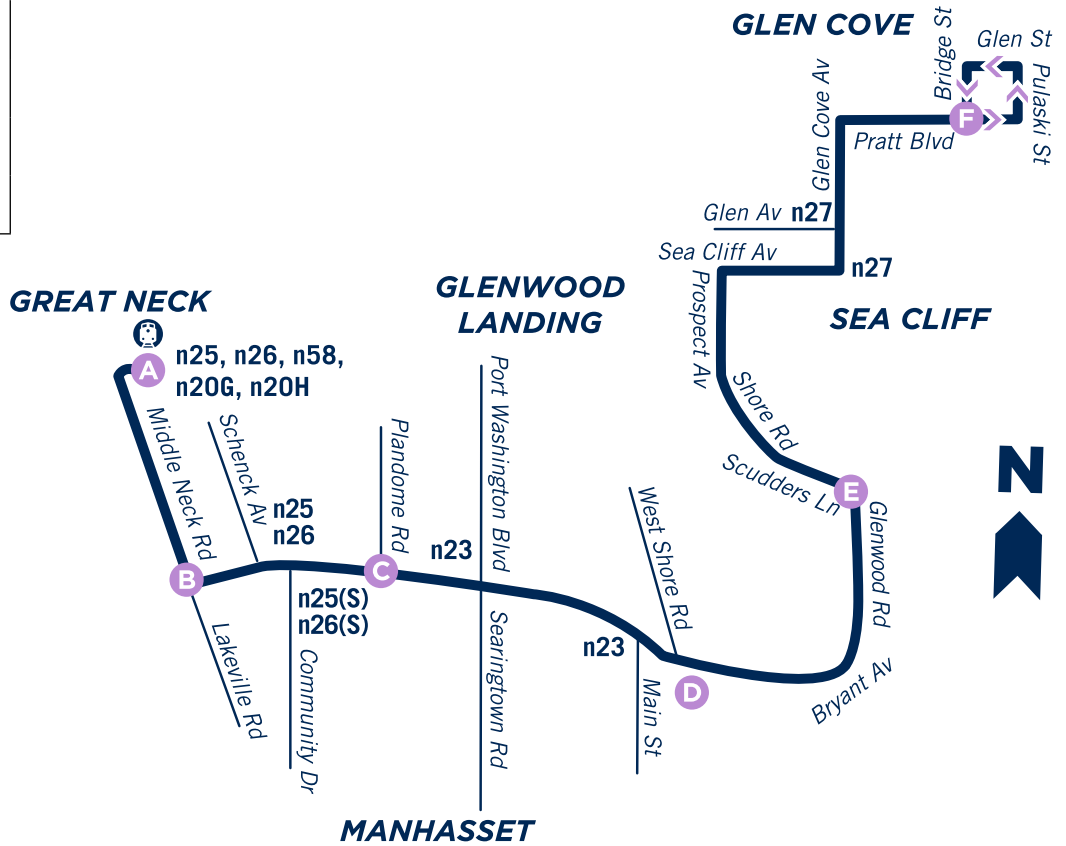 GLEN COVE
Bridge St
Glen St
Pulaski St
F
Pratt Blvd
Glen Cove Av
Glen Av n27
Sea Cliff Av
n27
Prospect Av
GREAT NECK
GLENWOOD
LANDING
SEA CLIFF
A
n25, n26, n58,
n20G, n20H
Middle Neck Rd
Schenck Av
n25
n26
Plandome Rd
Port Washington Blvd
n23
Shore Rd
Scudders Ln
E
N
Glenwood Rd
West Shore Rd
B
C
n25(S)
n26(S)
Lakeville Rd
Community Dr
Searingtown Rd
n23
Main St
D
Bryant Av
MANHASSET